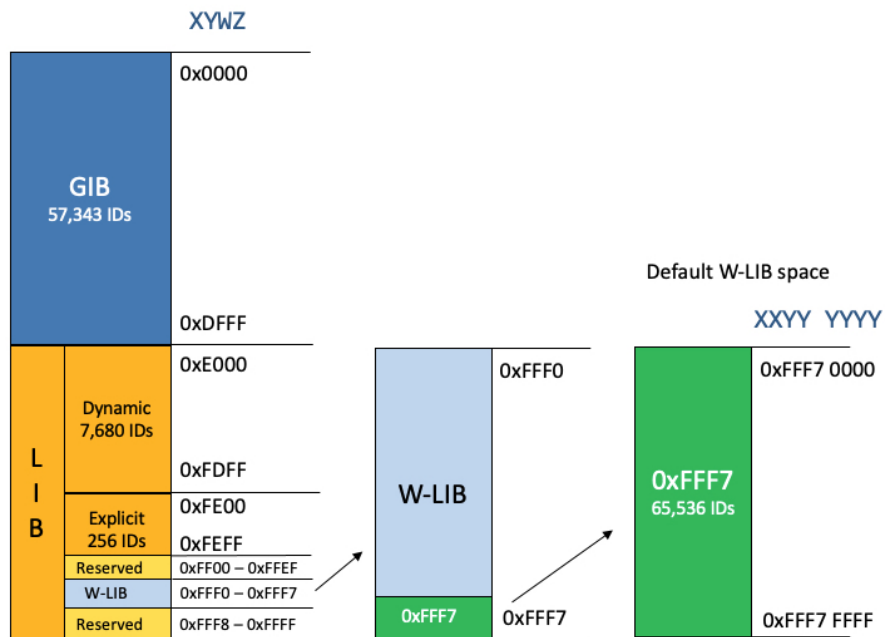 XYWZ
0x0000
GIB
57,343 IDs
0xDFFF
Default W-LIB space
XXYY YYYY
L
I
B
Dynamic
7,680 IDs
0xE000
0xFDFF
Explicit
256 IDs
0xFE00
0xFEFF
Reserved
0xFF00 – 0xFFEF
W-LIB
0xFFF0 – 0xFFF7
Reserved
0xFFF8 – 0xFFFF
0xFFF0
W-LIB
0xFFF7
0xFFF7
0xFFF7 0000
0xFFF7
65,536 IDs
0xFFF7 FFFF